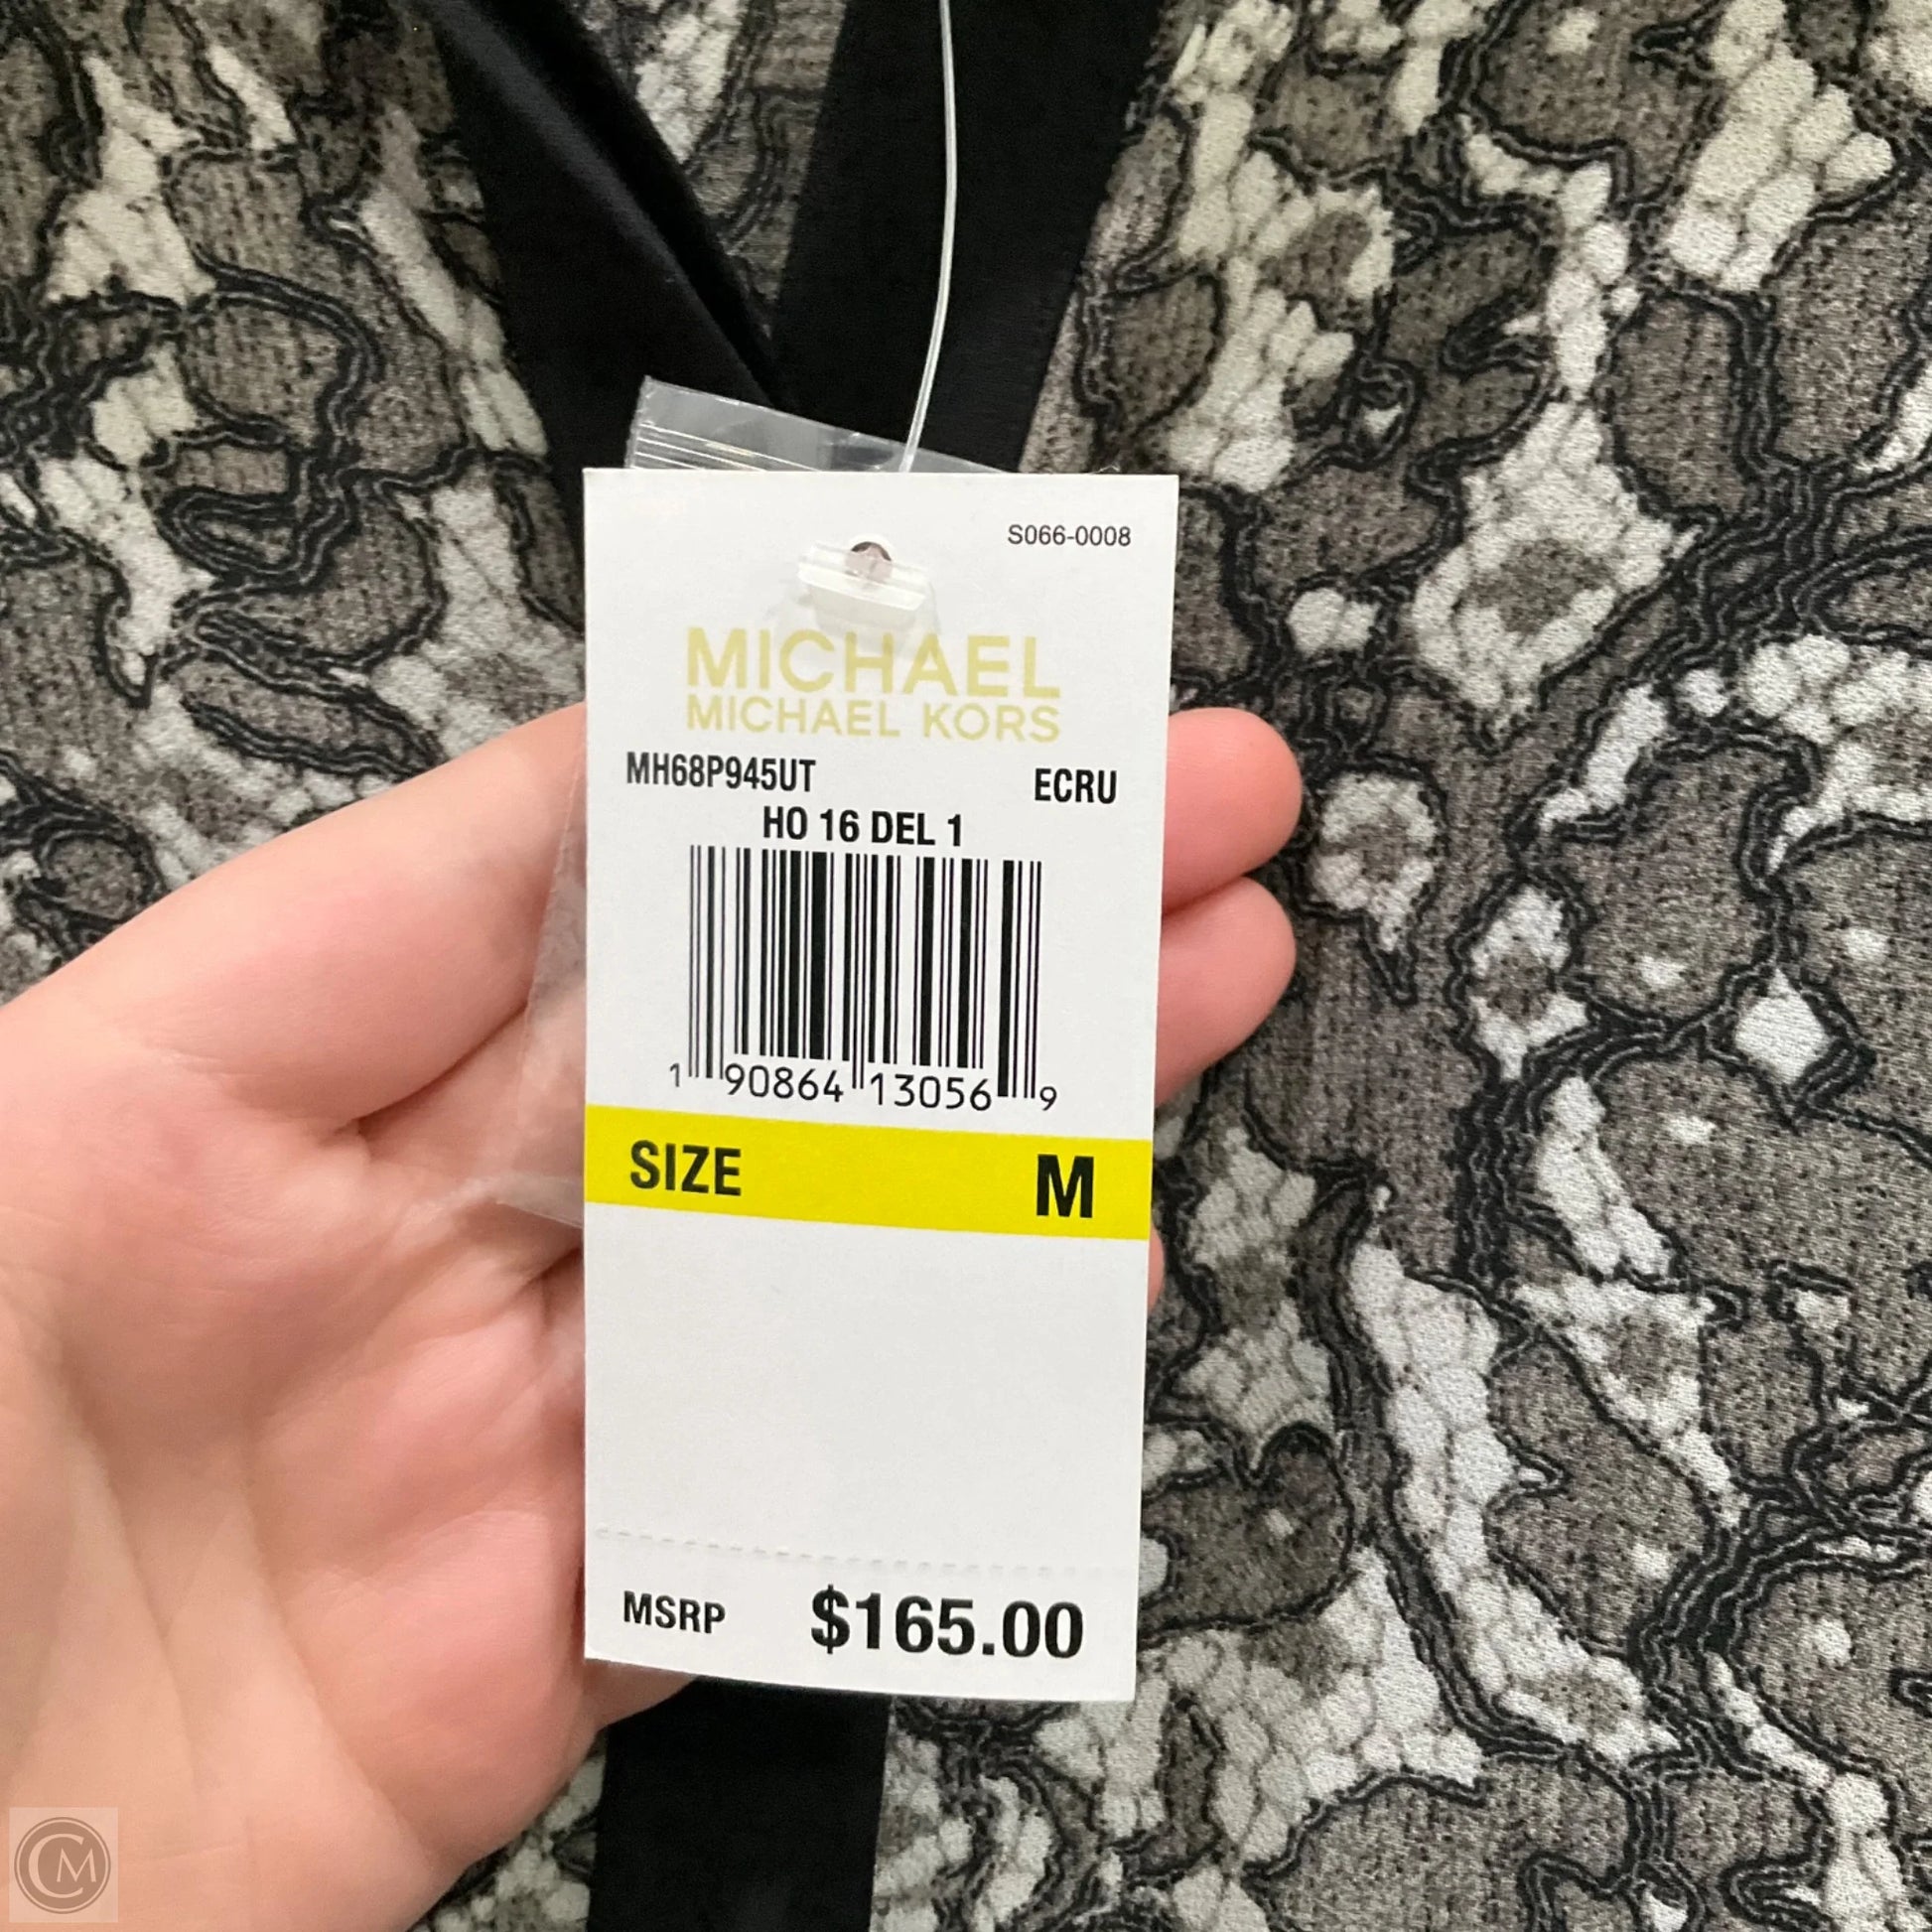 S066-0008
MICHAEL
MICHAEL KORS
MH68P945UT ECRU
HO 16 DEL 1
1 90864 13056 9
SIZE M
MSRP $165.00
CM